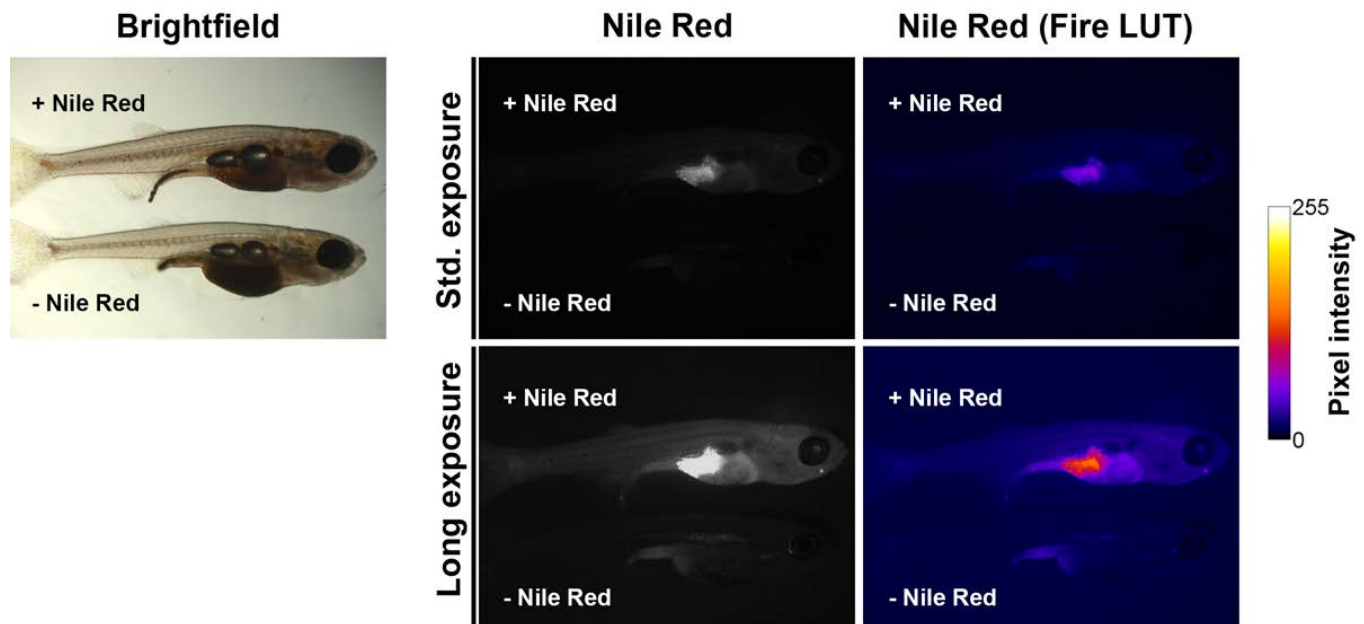 Brightfield
Nile Red
Nile Red (Fire LUT)
+ Nile Red
- Nile Red
Std. exposure
+ Nile Red
- Nile Red
+ Nile Red
- Nile Red
Long exposure
+ Nile Red
- Nile Red
+ Nile Red
- Nile Red
255
0
Pixel intensity